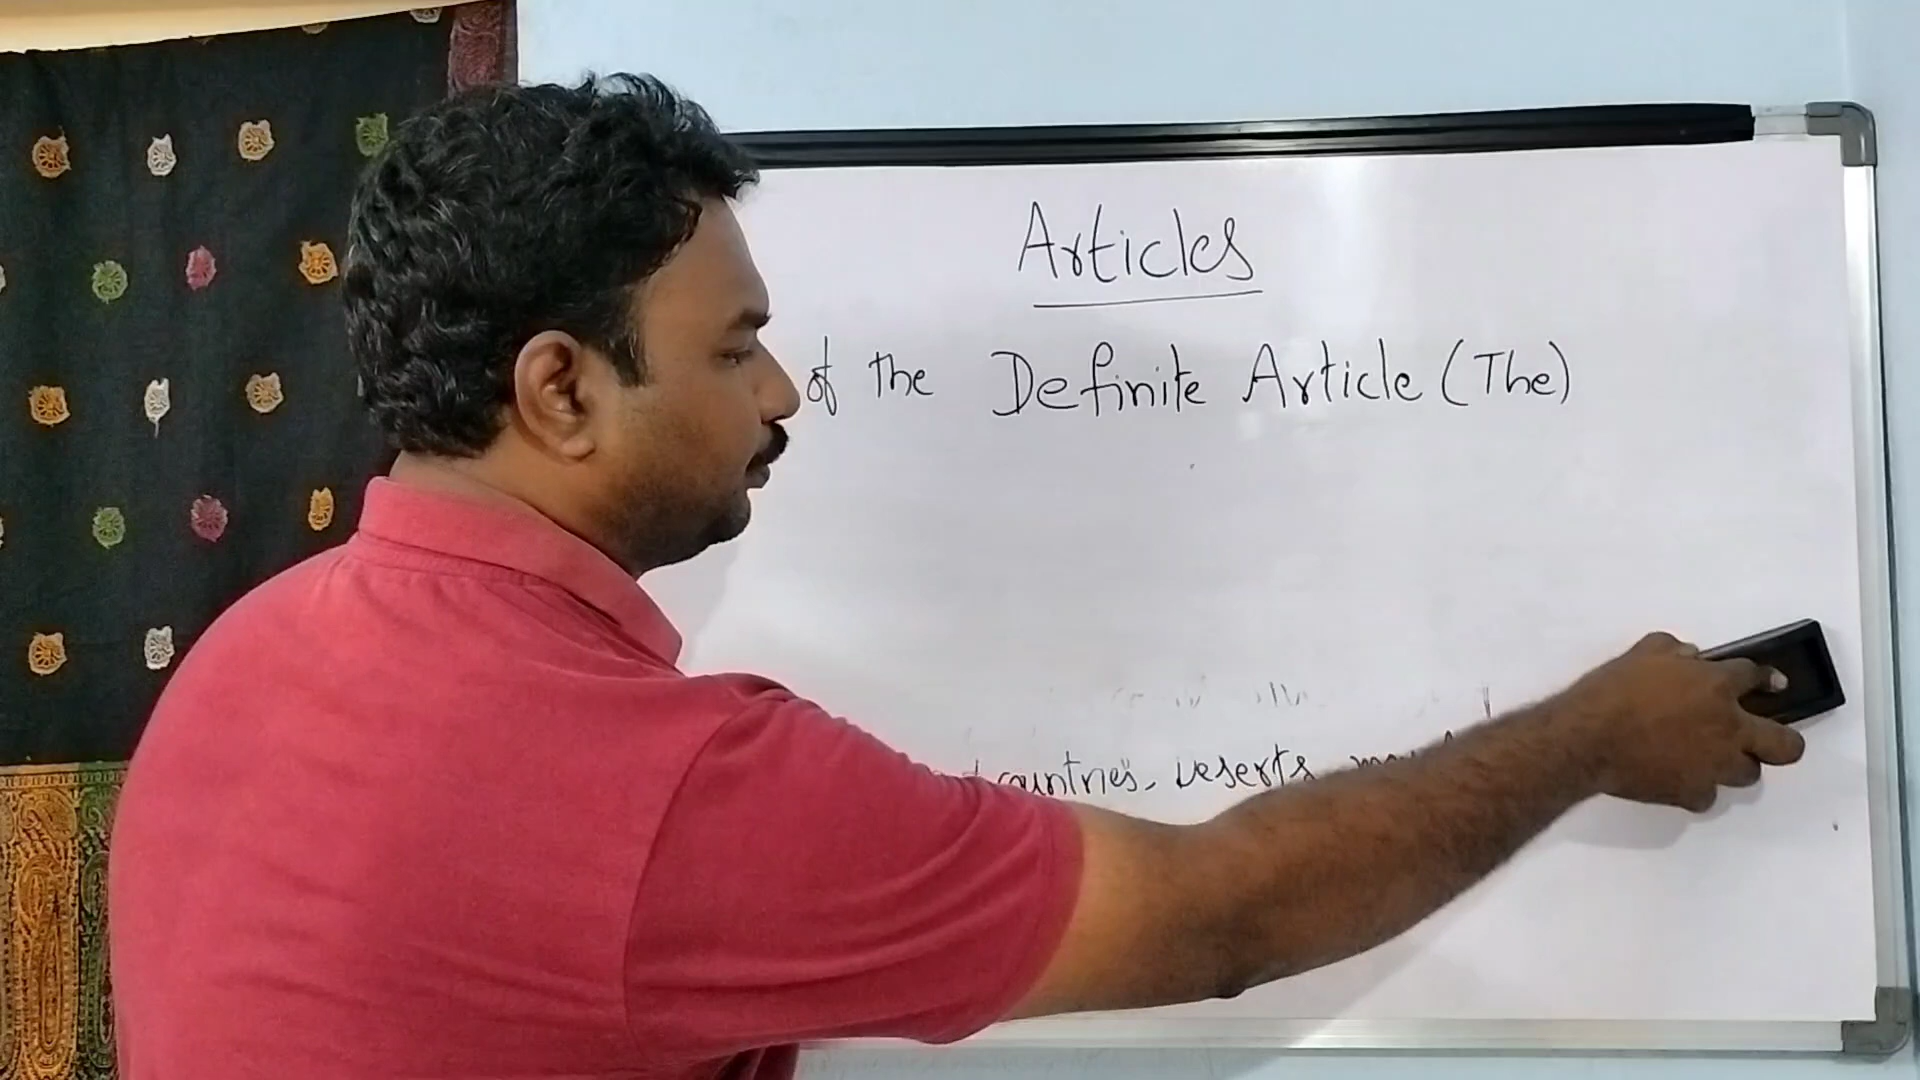 Articles
of the Definite Article (The)
countries, deserts